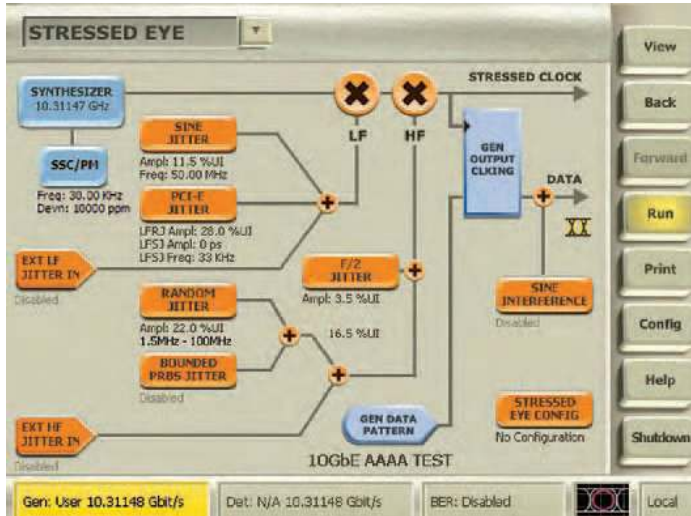 STRESSED EYE
View
Back
Forward
Run
Print
Config
Help
Shutdown
SYNTHESIZER
10.31147 GHz
SSC/PM
Freq: 30.00 KHz
Devn: 10000 ppm
SINE
JITTER
Ampl: 11.5 %UI
Freq: 50.00 MHz
PCI-E
JITTER
LFRJ Ampl: 28.0 %UI
LFSJ Ampl: 0 ps
LFSJ Freq: 33 KHz
EXT LF
JITTER IN
Disabled
RANDOM
JITTER
Ampl: 22.0 %UI
1.5MHz - 100MHz
BOUNDED
PRBS JITTER
Disabled
EXT HF
JITTER IN
Disabled
LF
HF
F/2
JITTER
Ampl: 3.5 %UI
16.5 %UI
STRESSED CLOCK
GEN
OUTPUT
CLKING
DATA
SINE
INTERFERENCE
Disabled
GEN DATA
PATTERN
10GbE AAAA TEST
STRESSED
EYE CONFIG
No Configuration
Gen: User 10.31148 Gbit/s
Det: N/A 10.31148 Gbit/s
BER: Disabled
Local